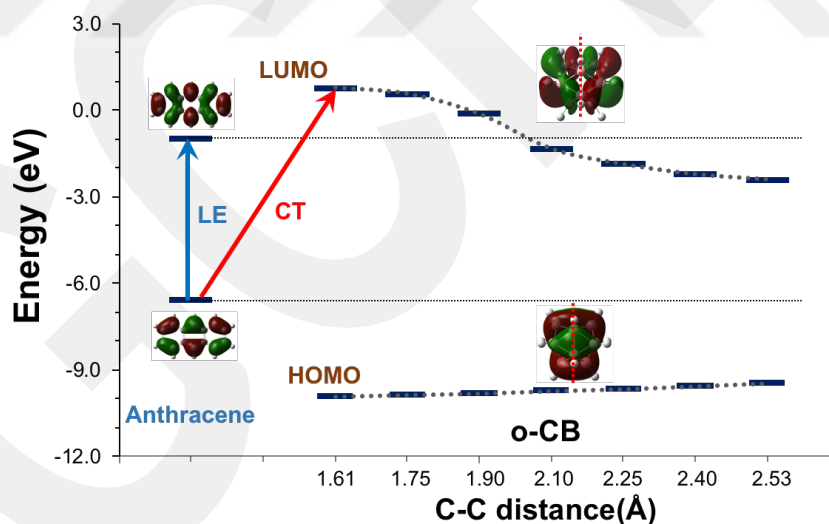 3.0
0.0
-3.0
-6.0
-9.0
-12.0
Energy (eV)
LUMO
LE
CT
HOMO
Anthracene
o-CB
1.61 1.75 1.90 2.10 2.25 2.40 2.53
C-C distance(Å)